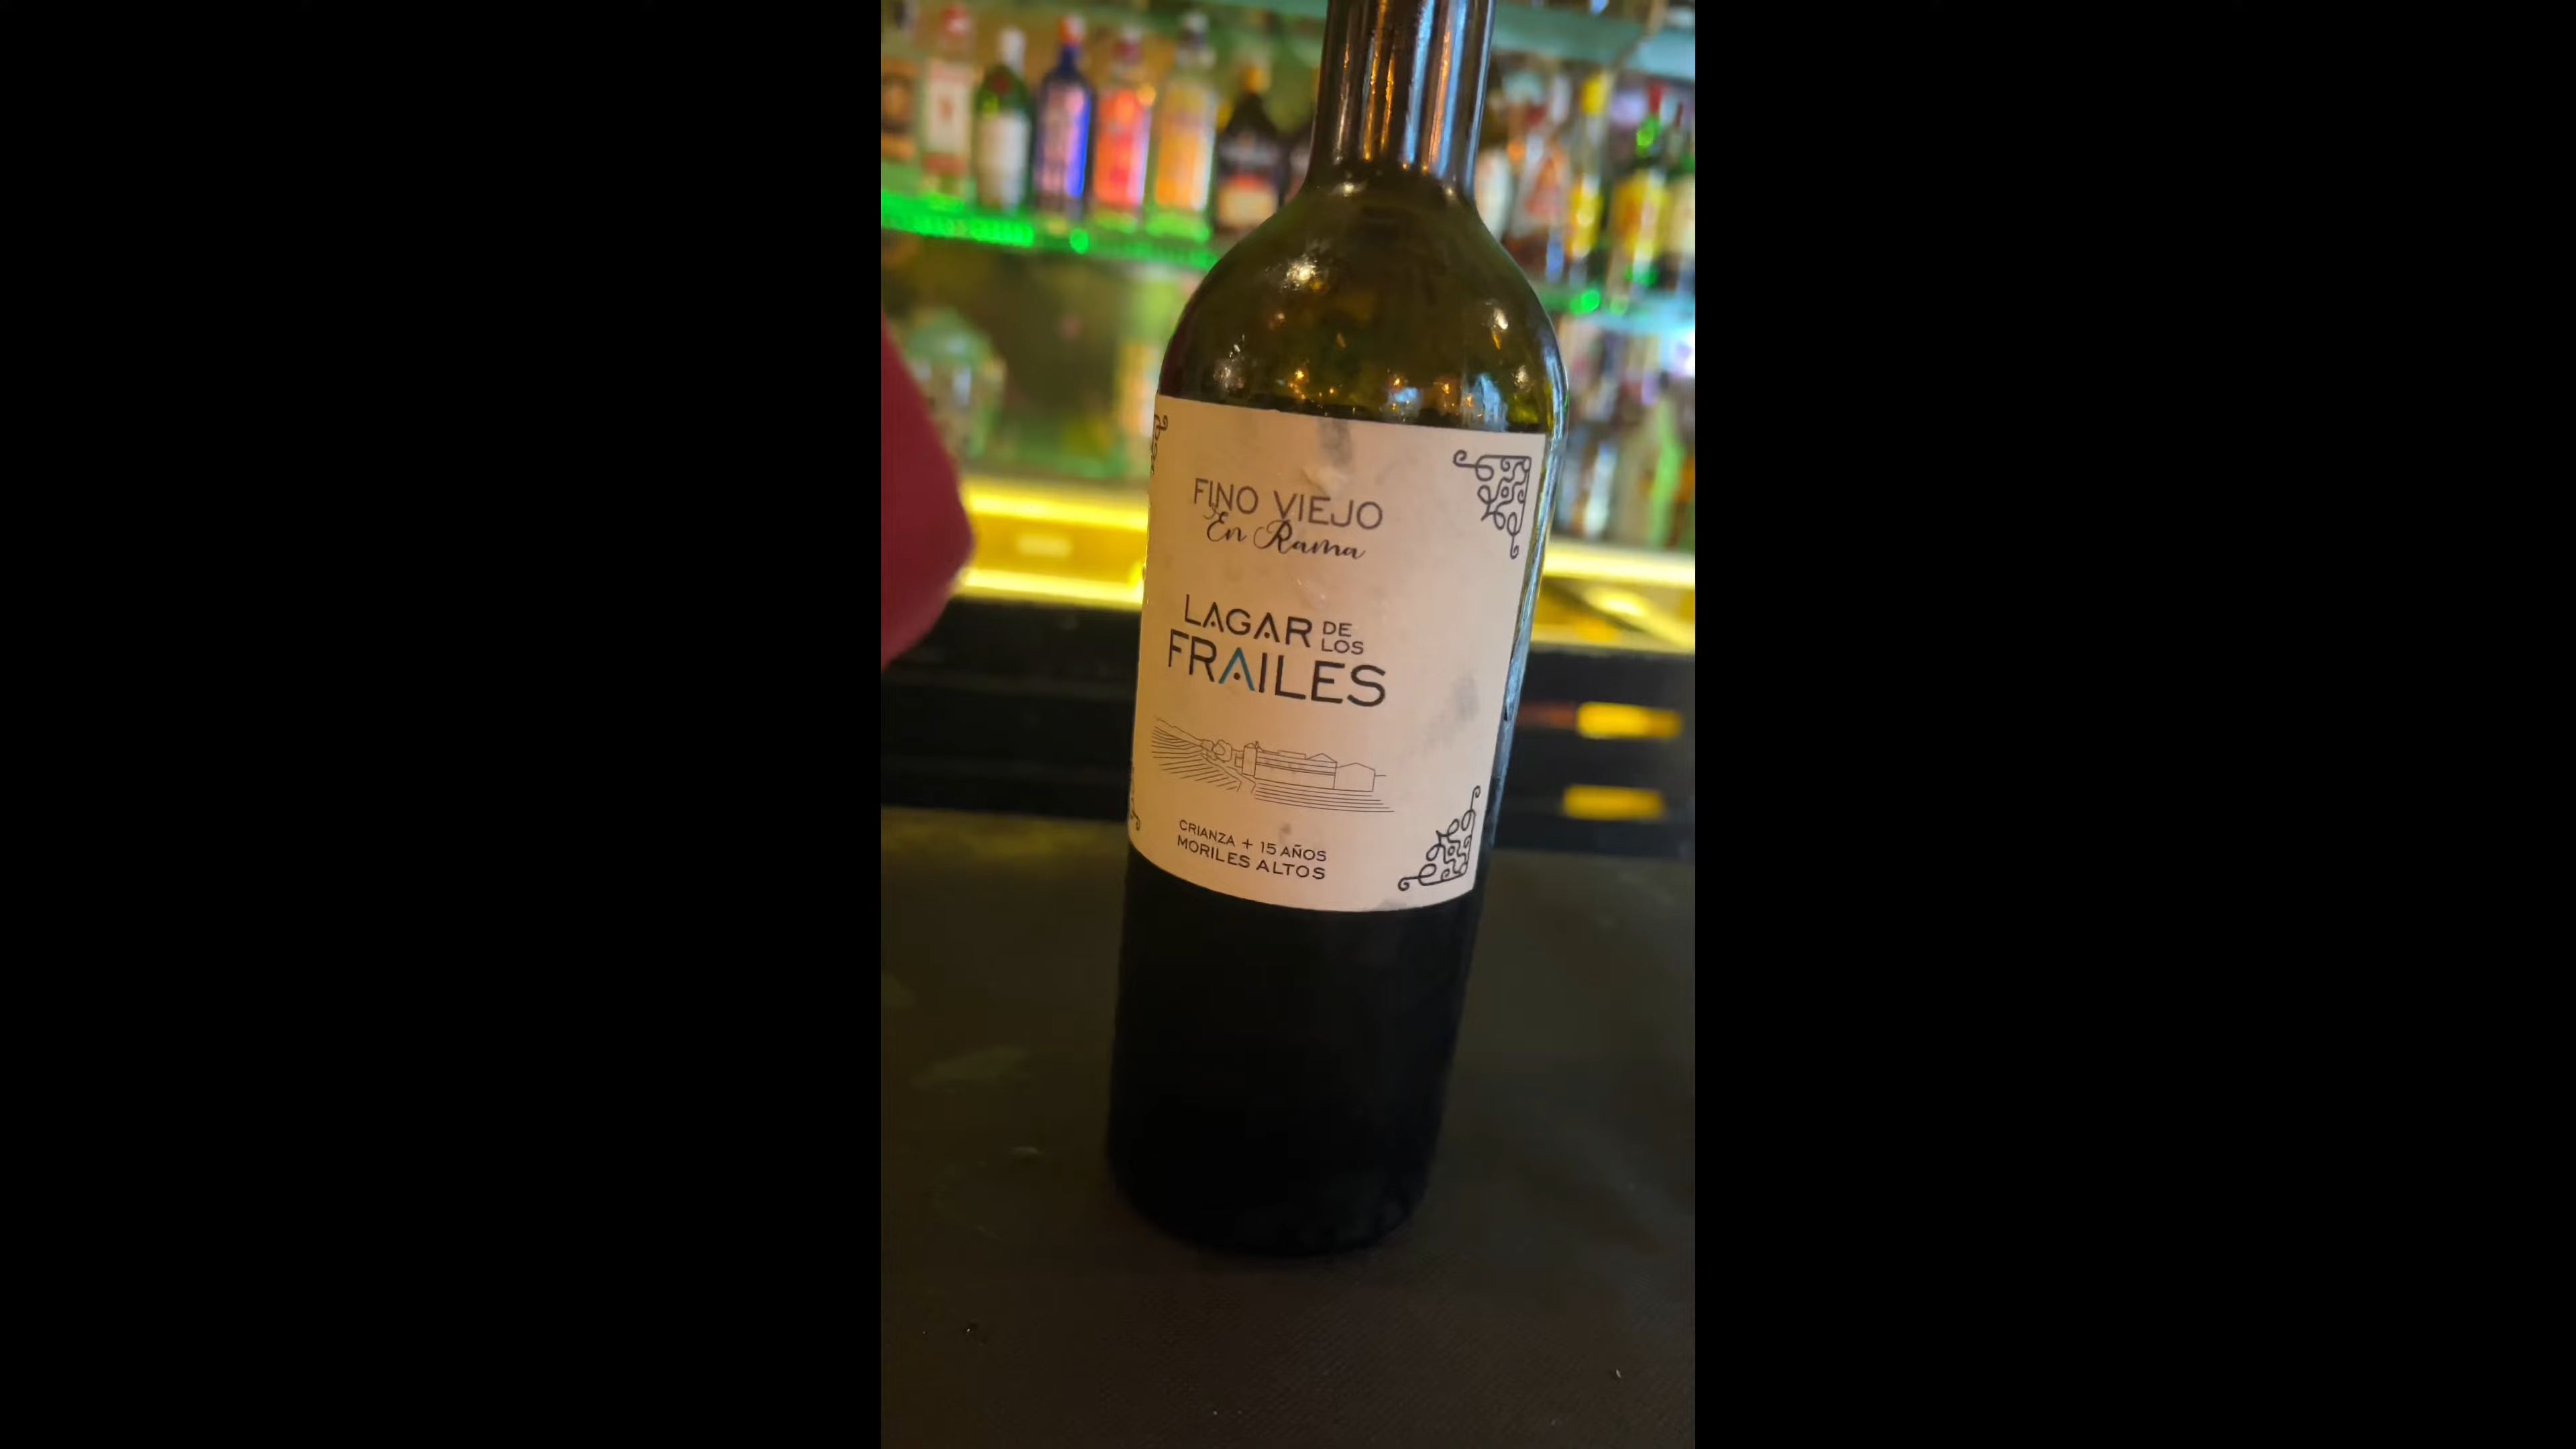 FINO VIEJO
En Rama
LAGAR DE LOS
FRAILES
CRIANZA + 15 AÑOS
MORILES ALTOS